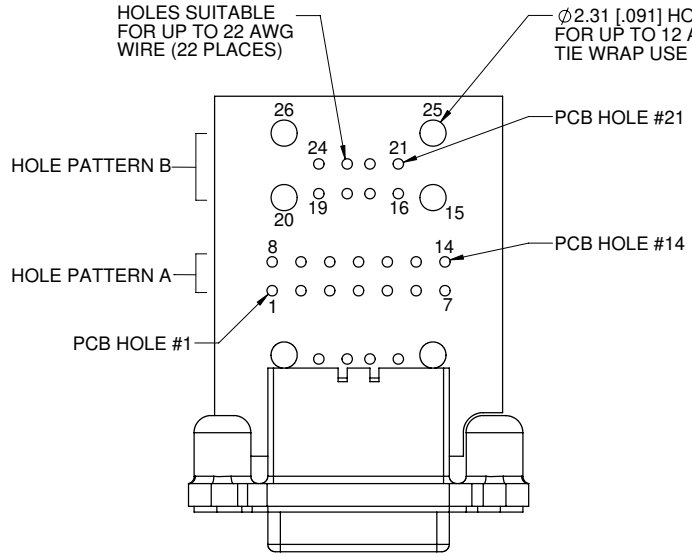 HOLES SUITABLE
FOR UP TO 22 AWG
WIRE (22 PLACES)
∅2.31 [.091] HO
FOR UP TO 12 A
TIE WRAP USE
26
25
PCB HOLE #21
24
21
HOLE PATTERN B
19
16
20
15
8
14
PCB HOLE #14
HOLE PATTERN A
1
7
PCB HOLE #1